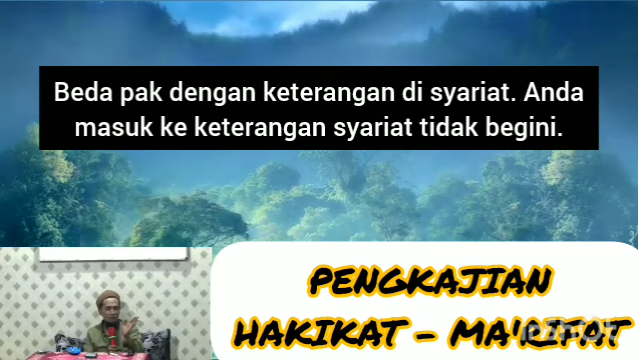 Beda pak dengan keterangan di syariat. Anda
masuk ke keterangan syariat tidak begini.
PENGKAJIAN
HAKIKAT - MA'RIFAT